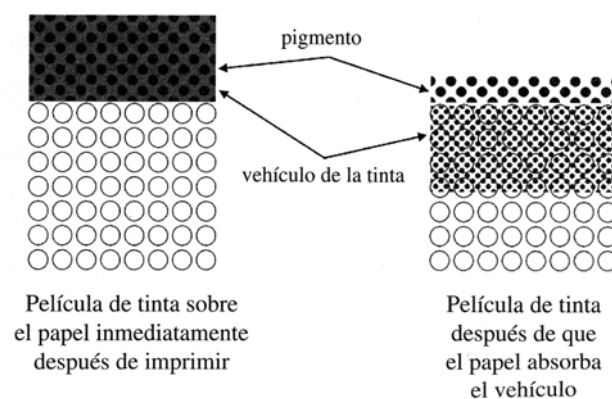 pigmento
vehículo de la tinta
Película de tinta sobre
el papel inmediatamente
después de imprimir
Película de tinta
después de que
el papel absorba
el vehículo